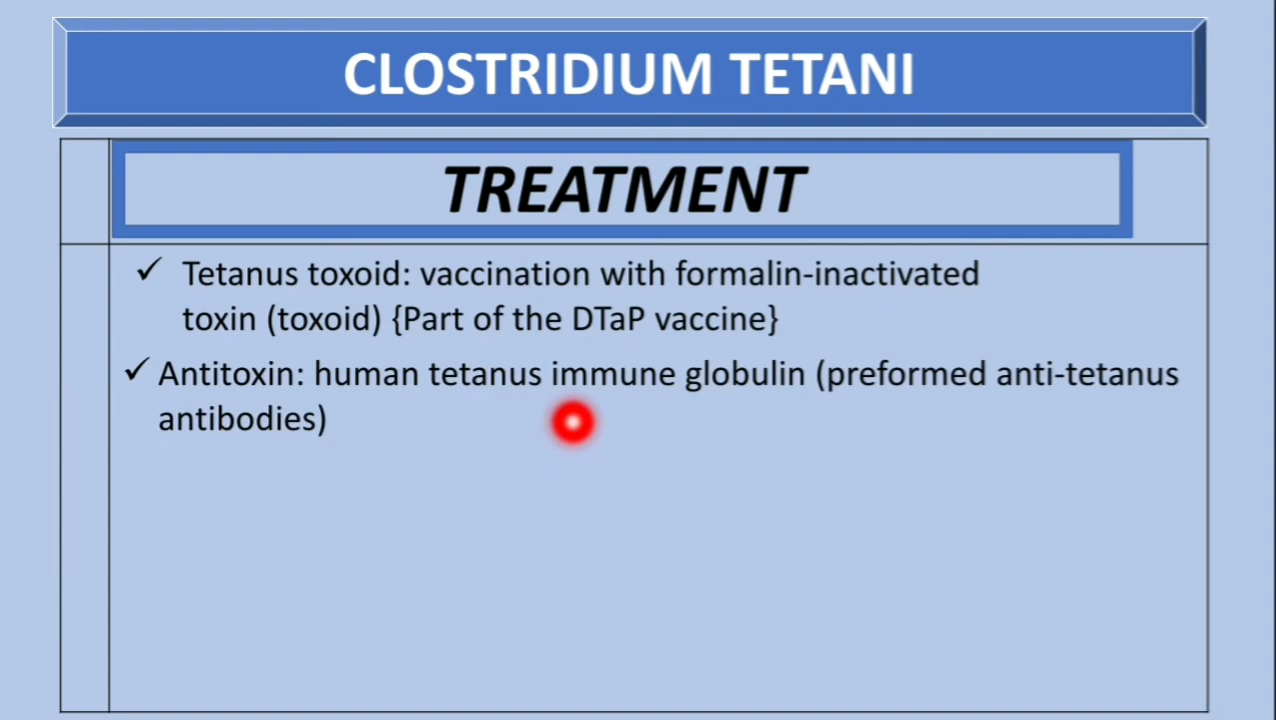 CLOSTRIDIUM TETANI
TREATMENT
✓ Tetanus toxoid: vaccination with formalin-inactivated
toxin (toxoid) {Part of the DTaP vaccine}
✓ Antitoxin: human tetanus immune globulin (preformed anti-tetanus
antibodies)